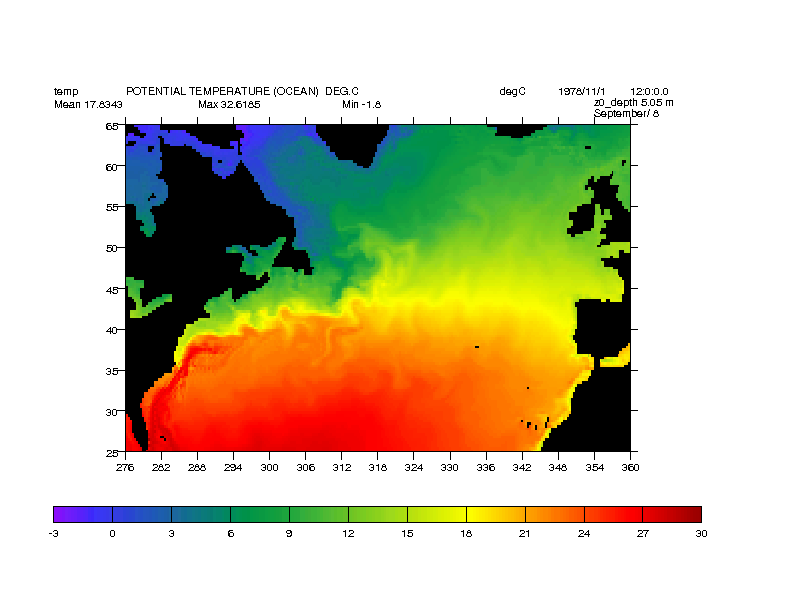 temp POTENTIAL TEMPERATURE (OCEAN) DEG.C degC 1978/11/1 12:0:0.0
Mean 17.8343 Max 32.6185 Min -1.8 z0_depth 5.05 m
September/ 8
65
60
55
50
45
40
35
30
25
276 282 288 294 300 306 312 318 324 330 336 342 348 354 360
-3 0 3 6 9 12 15 18 21 24 27 30